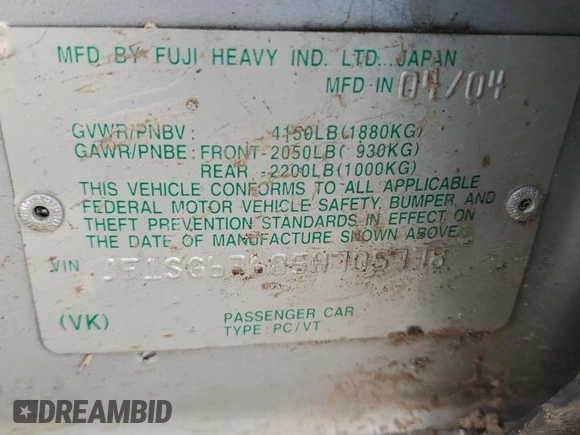 MFD BY FUJI HEAVY IND. LTD. JAPAN
MFD IN 04/04
GVWR/PNBV: 4150LB(1880KG)
GAWR/PNBE: FRONT-2050LB( 930KG)
REAR -2200LB(1000KG)
THIS VEHICLE CONFORMS TO ALL APPLICABLE
FEDERAL MOTOR VEHICLE SAFETY, BUMPER, AND
THEFT PREVENTION STANDARDS IN EFFECT ON
THE DATE OF MANUFACTURE SHOWN ABOVE.
VIN
(VK)
PASSENGER CAR
TYPE: PC/VT
DREAMBID